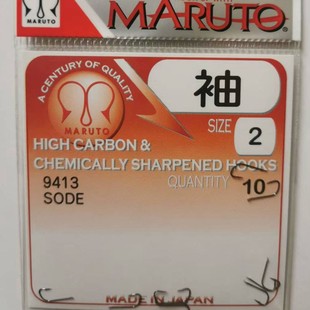 MARUTO
MARUTO
®
A CENTURY OF QUALITY
MARUTO
袖
SIZE 2
HIGH CARBON &
CHEMICALLY SHARPENED HOOKS
9413
SODE
QUANTITY 10
MADE IN JAPAN